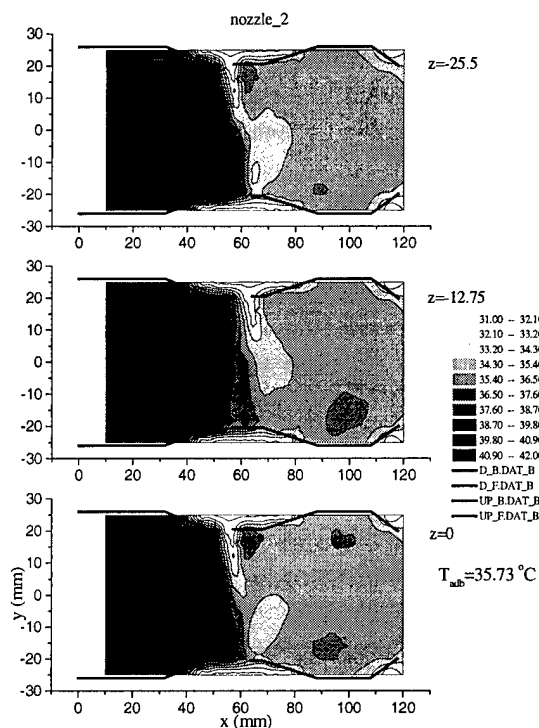 nozzle_2
30
20
10
0
-10
-20
-30
z=-25.5
0 20 40 60 80 100 120
30
20
10
0
-10
-20
-30
z=-12.75
0 20 40 60 80 100 120
31.00 -- 32.10
32.10 -- 33.20
33.20 -- 34.30
34.30 -- 35.40
35.40 -- 36.50
36.50 -- 37.60
37.60 -- 38.70
38.70 -- 39.80
39.80 -- 40.90
40.90 -- 42.00
D_B.DAT_B
D_F.DAT_B
UP_B.DAT_B
UP_F.DAT_B
30
20
10
0
-10
-20
-30
y (mm)
z=0
T_adb=35.73 °C
0 20 40 60 80 100 120
x (mm)